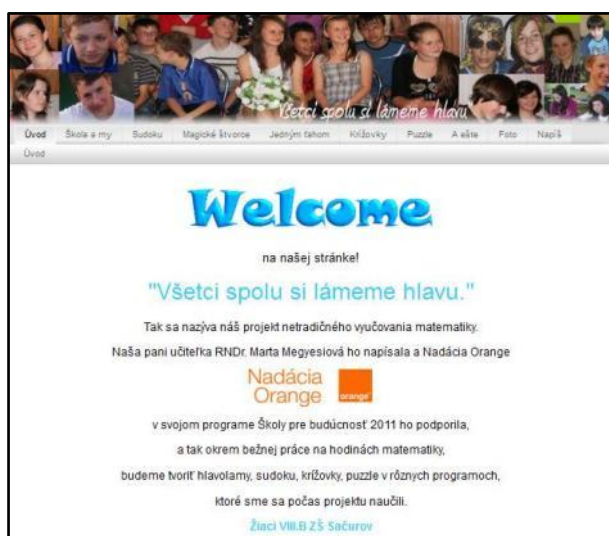 Všetci spolu si lámeme hlavu
Úvod Škola a my Sudoku Magické štvorce Jedným ťahom Krížovky Puzzle A ešte Foto Napíš
Úvod
Welcome
na našej stránke!
"Všetci spolu si lámeme hlavu."
Tak sa nazýva náš projekt netradičného vyučovania matematiky.
Naša pani učiteľka RNDr. Marta Megyesiová ho napísala a Nadácia Orange
Nadácia
Orange
orange™
v svojom programe Školy pre budúcnosť 2011 ho podporila,
a tak okrem bežnej práce na hodinách matematiky,
budeme tvoriť hlavolamy, sudoku, krížovky, puzzle v rôznych programoch,
ktoré sme sa počas projektu naučili.
Žiaci VIII.B ZŠ Sačurov